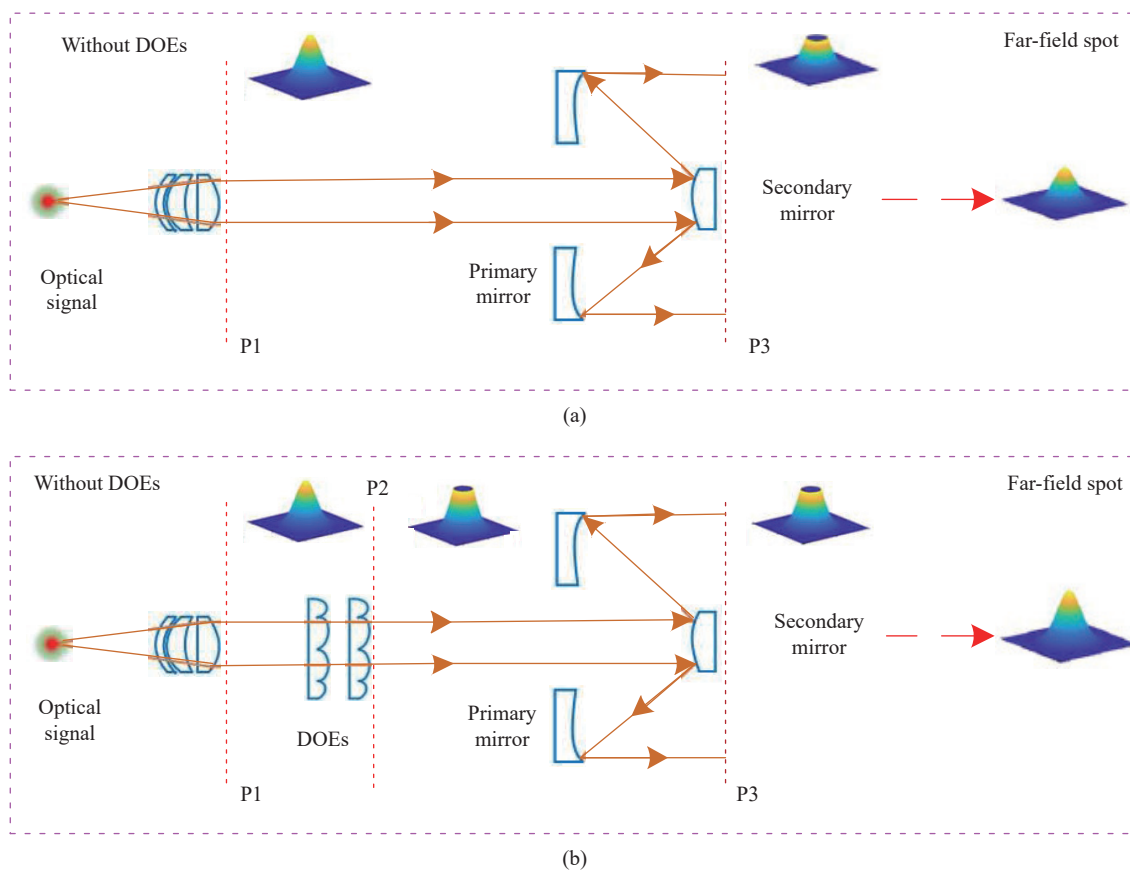 Without DOEs
Far-field spot
Optical
signal
Primary
mirror
Secondary
mirror
P1
P3
(a)
Without DOEs
P2
Far-field spot
Optical
signal
DOEs
Primary
mirror
Secondary
mirror
P1
P3
(b)